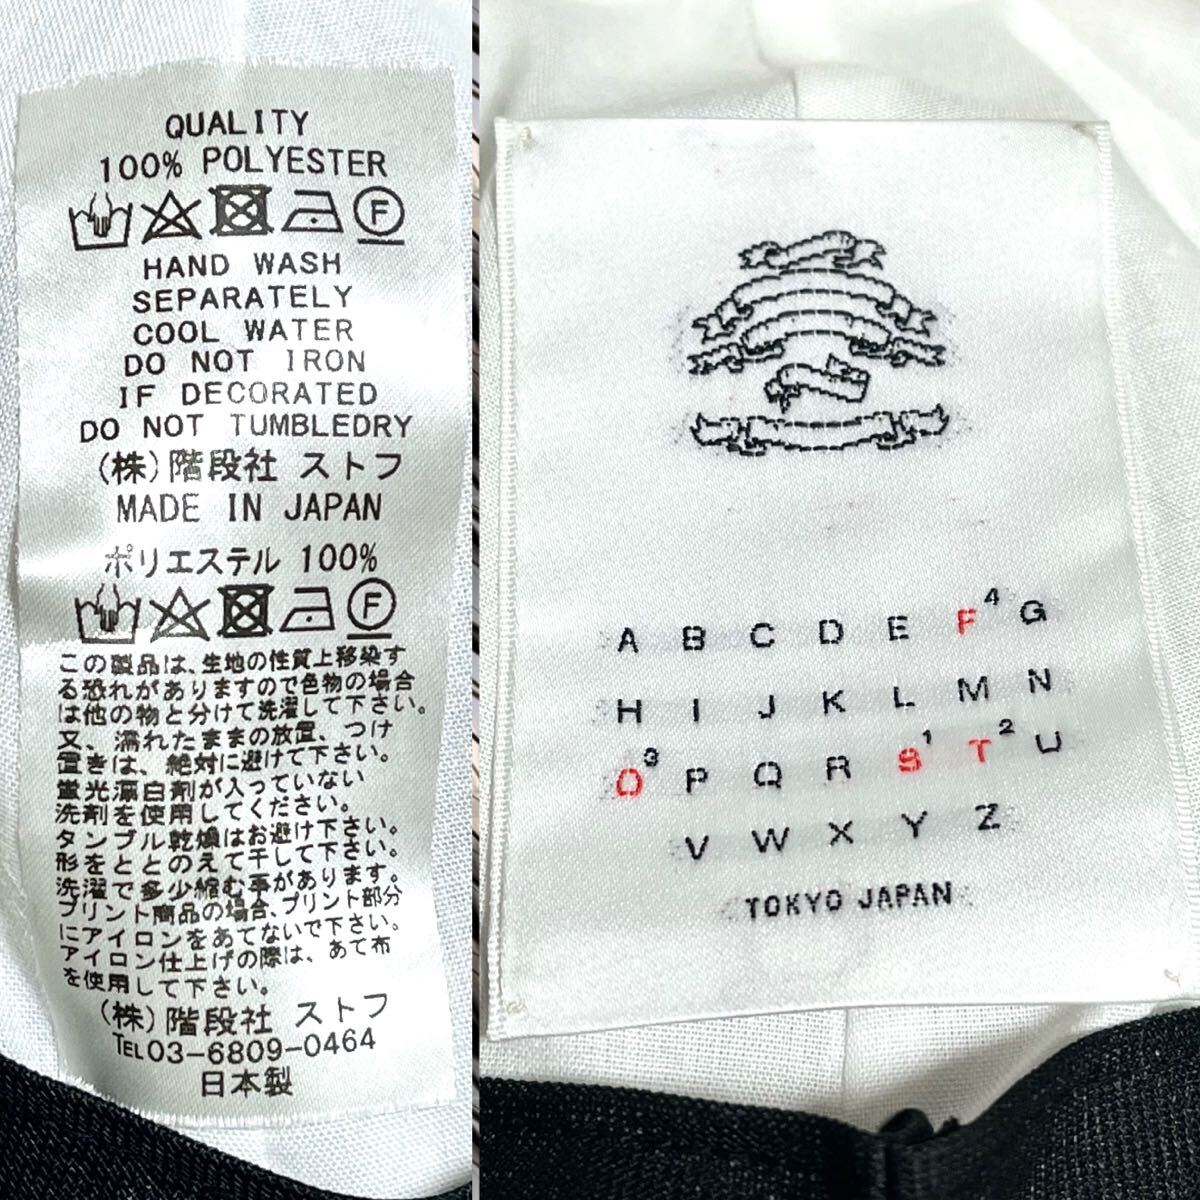 QUALITY
100% POLYESTER
F
HAND WASH
SEPARATELY
COOL WATER
DO NOT IRON
IF DECORATED
DO NOT TUMBLEDRY
(株)階段社 ストフ
MADE IN JAPAN
ポリエステル 100%
F
この製品は、生地の性質上移染す
る恐れがありますので色物の場合
は他の物と分けて洗濯して下さい。
又、濡れたままの放置、つけ
置きは、絶対に避けて下さい。
蛍光漂白剤が入っていない
洗剤を使用してください。
タンブル乾燥はお避け下さい。
形をととのえて干して下さい。
洗濯で多少縮む事があります。
プリント商品の場合、プリント部分
にアイロンをあてないで下さい。
アイロン仕上げの際は、あて布
を使用して下さい。
(株)階段社 ストフ
TEL03-6809-0464
日本製
A B C D E F4 G
H I J K L M N
O3 P Q R S1 T2 U
V W X Y Z
TOKYO JAPAN